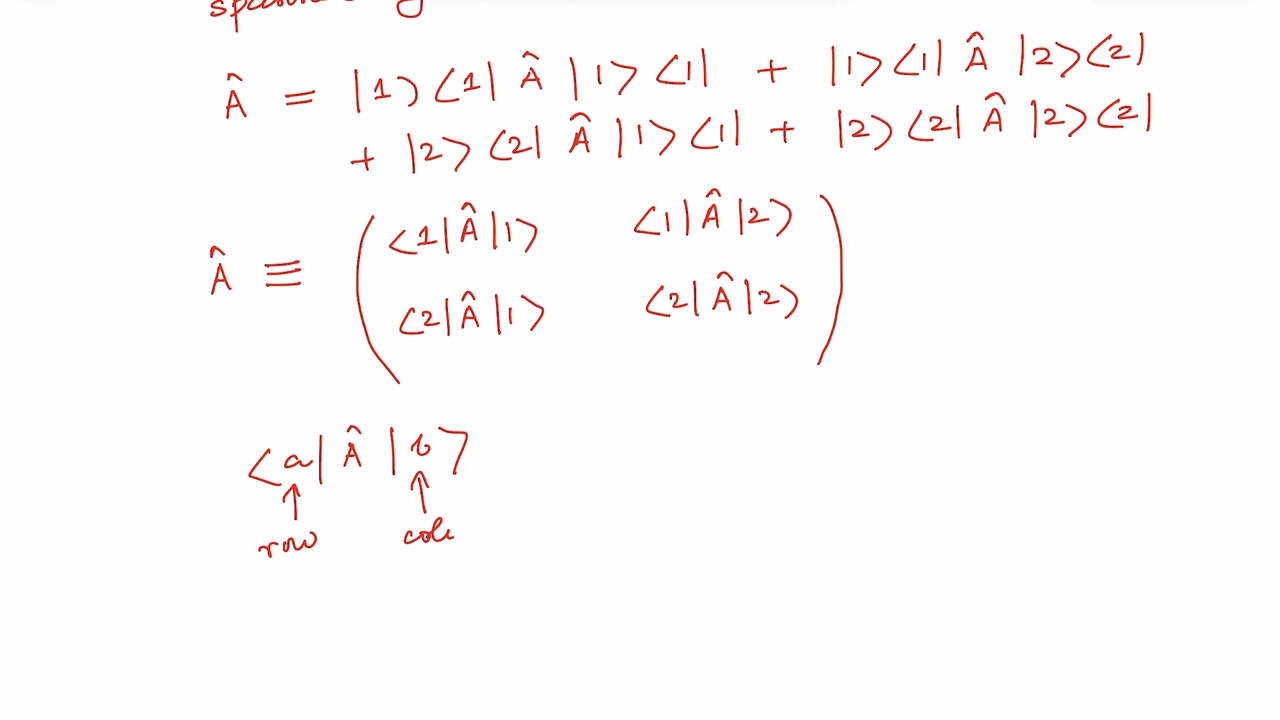 Â = |1⟩⟨1| Â |1⟩⟨1| + |1⟩⟨1| Â |2⟩⟨2|
+ |2⟩⟨2| Â |1⟩⟨1| + |2⟩⟨2| Â |2⟩⟨2|
Â ≡ ( ⟨1|Â|1⟩ ⟨1|Â|2⟩
⟨2|Â|1⟩ ⟨2|Â|2⟩ )
⟨a| Â |b⟩
↑ ↑
row col